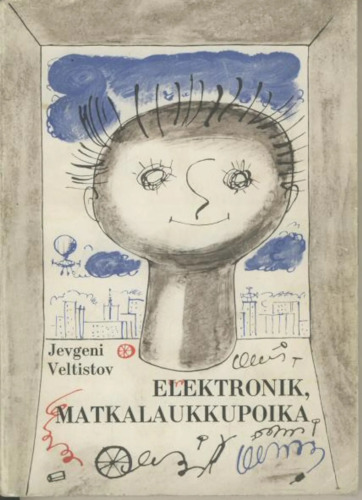 Jevgeni
Veltistov
ELEKTRONIK,
MATKALAUKKUPOIKA